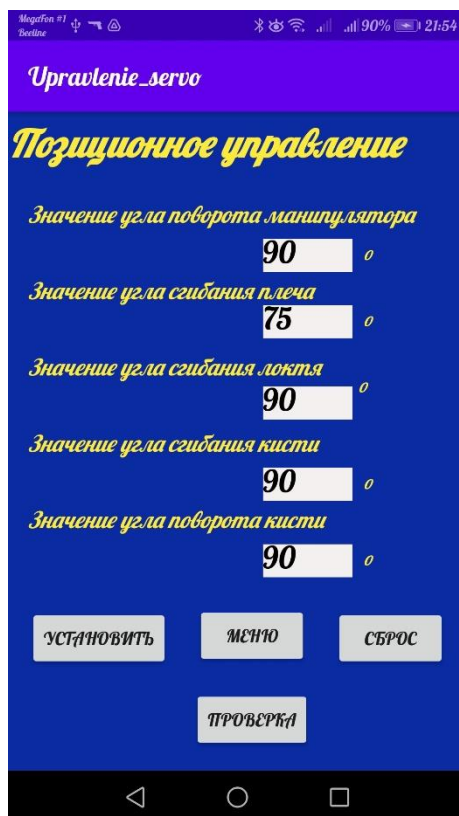 MegaFon #1
Beeline
90% 21:54
Upravlenie_servo
Позиционное управление
Значение угла поворота манипулятора
90 о
Значение угла сгибания плеча
75 о
Значение угла сгибания локтя
90 о
Значение угла сгибания кисти
90 о
Значение угла поворота кисти
90 о
УСТАНОВИТЬ МЕНЮ СБРОС
ПРОВЕРКА